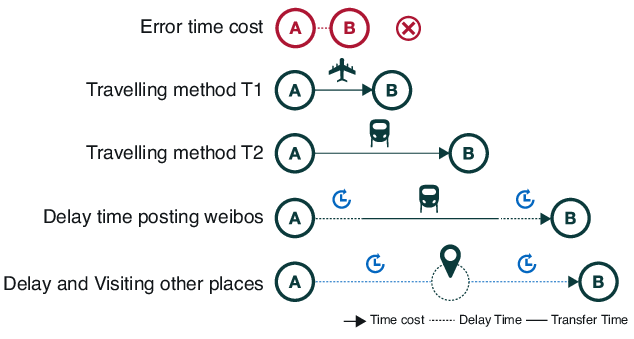 Error time cost A B
Travelling method T1 A B
Travelling method T2 A B
Delay time posting weibos A B
Delay and Visiting other places A B
Time cost Delay Time Transfer Time